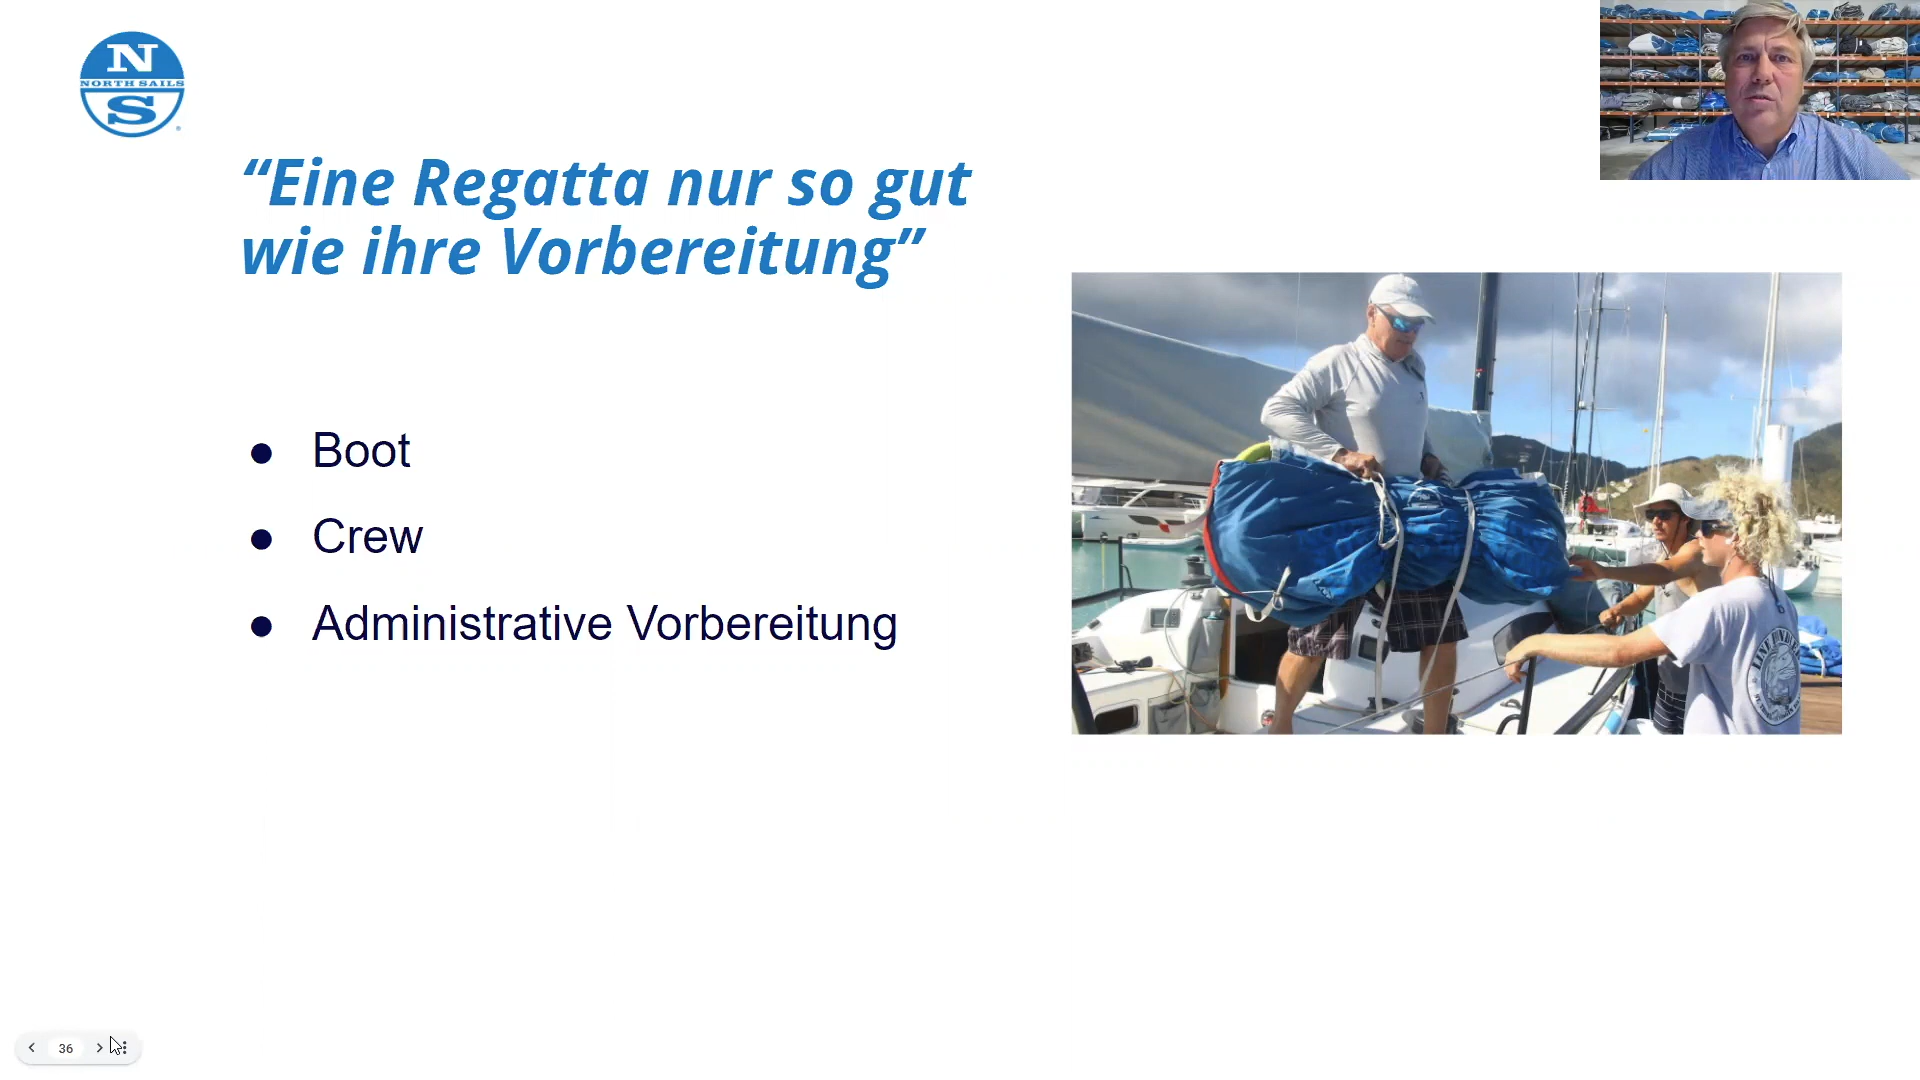 N
NORTH SAILS
S
“Eine Regatta nur so gut
wie ihre Vorbereitung”
● Boot
● Crew
● Administrative Vorbereitung
36